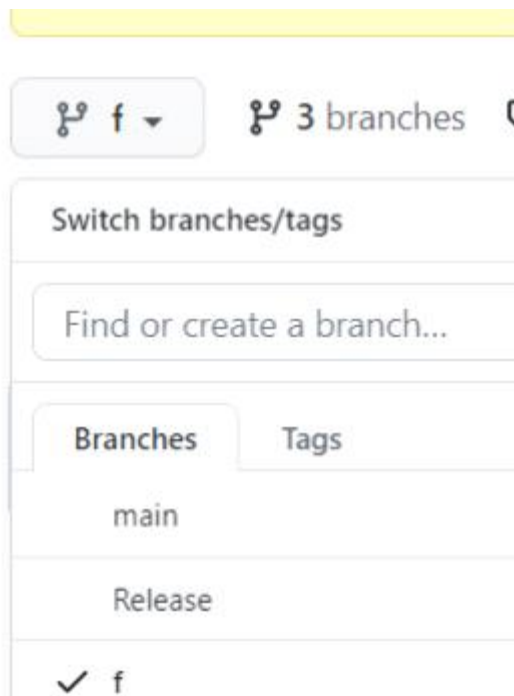 f
3 branches
Switch branches/tags
Find or create a branch...
Branches Tags
main
Release
f